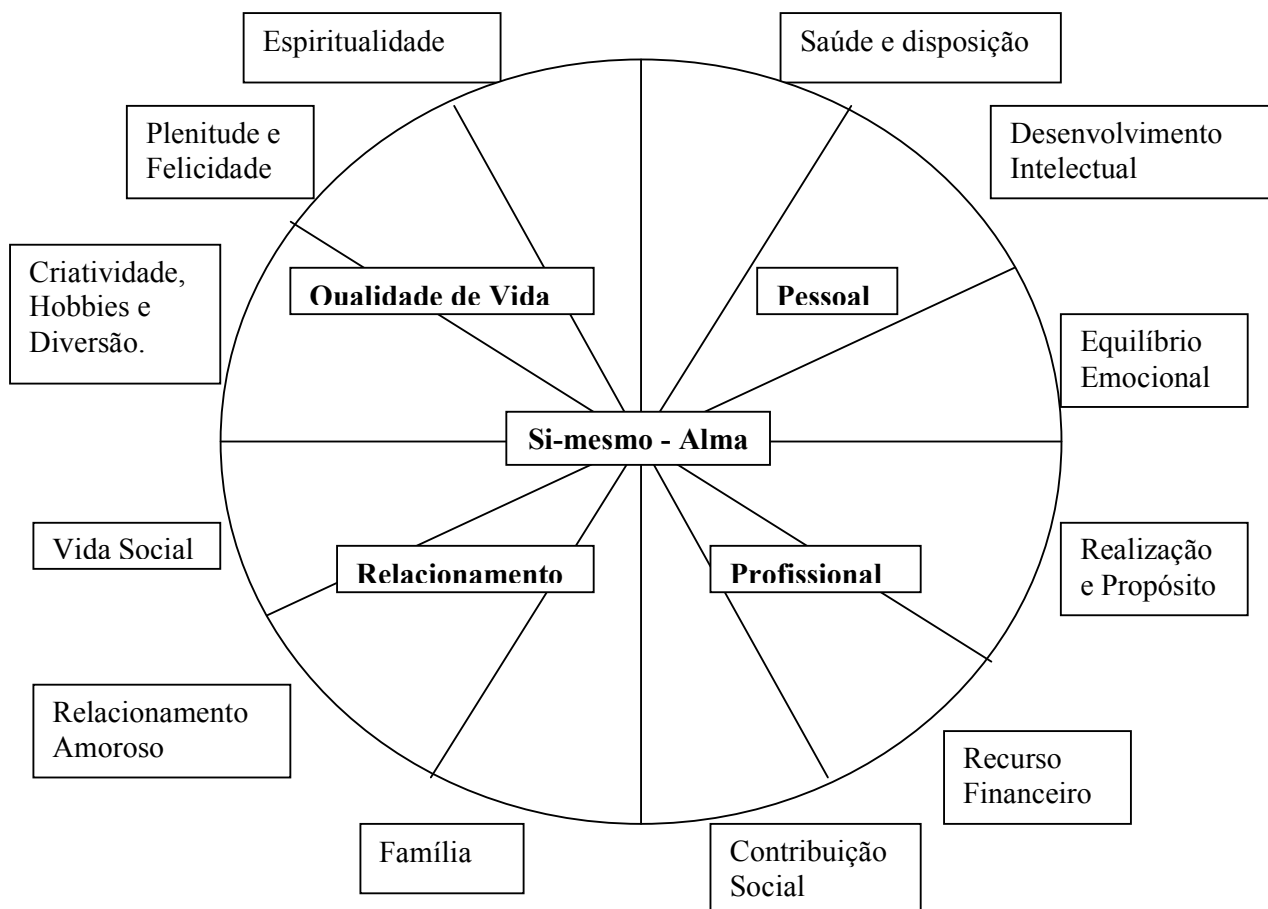 Espiritualidade
Saúde e disposição
Plenitude e
Felicidade
Desenvolvimento
Intelectual
Criatividade,
Hobbies e
Diversão.
Qualidade de Vida
Pessoal
Equilíbrio
Emocional
Si-mesmo - Alma
Vida Social
Relacionamento
Profissional
Realização
e Propósito
Relacionamento
Amoroso
Recurso
Financeiro
Família
Contribuição
Social